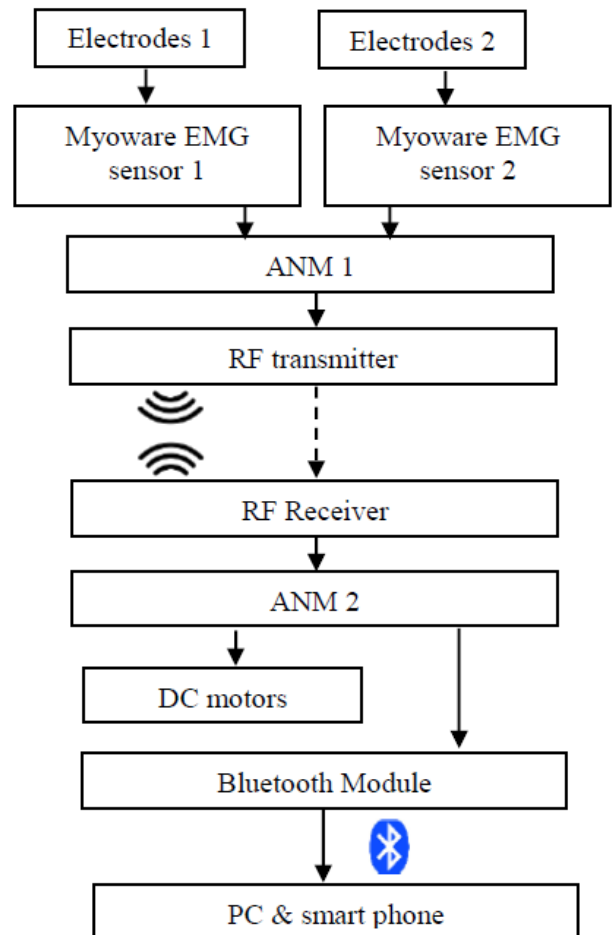 Electrodes 1
Electrodes 2
Myoware EMG
sensor 1
Myoware EMG
sensor 2
ANM 1
RF transmitter
RF Receiver
ANM 2
DC motors
Bluetooth Module
PC & smart phone